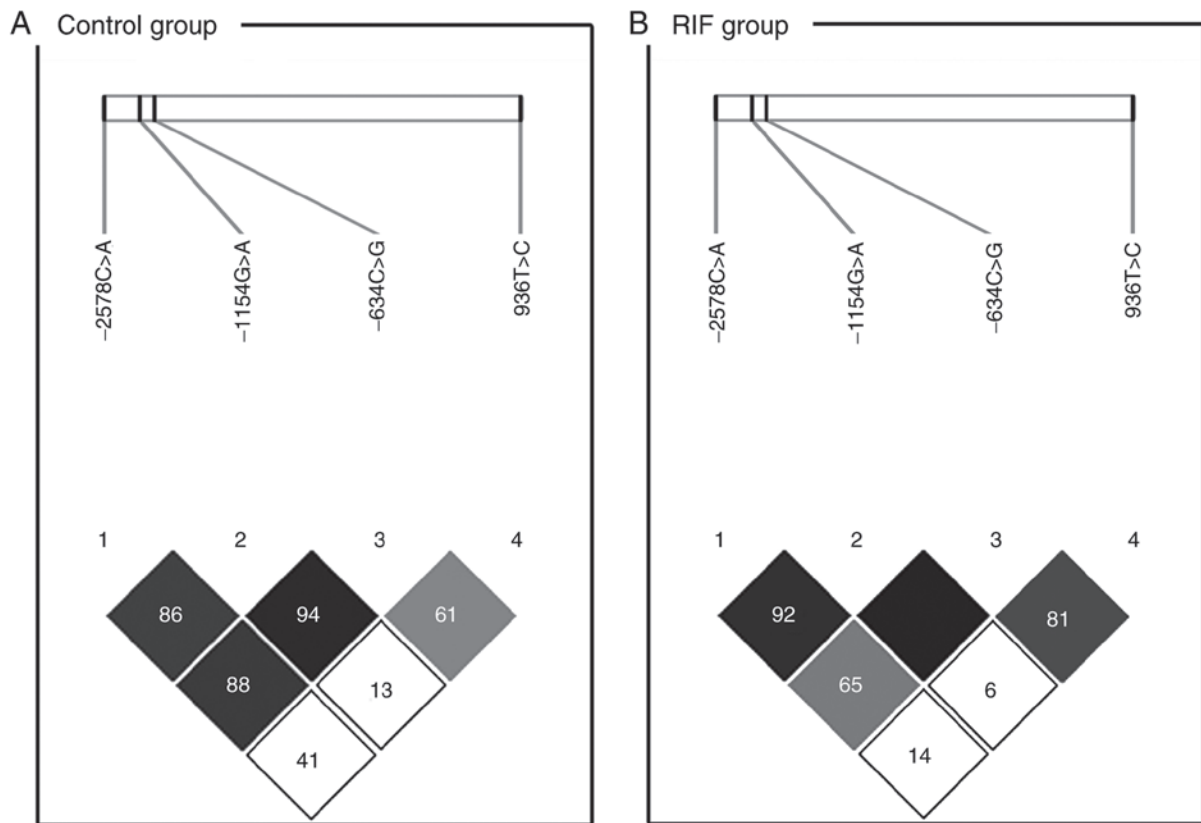 A Control group
−2578C>A
−1154G>A
−634C>G
936T>C
1 2 3 4
86 94 61
88 13
41
B RIF group
−2578C>A
−1154G>A
−634C>G
936T>C
1 2 3 4
92 81
65 6
14